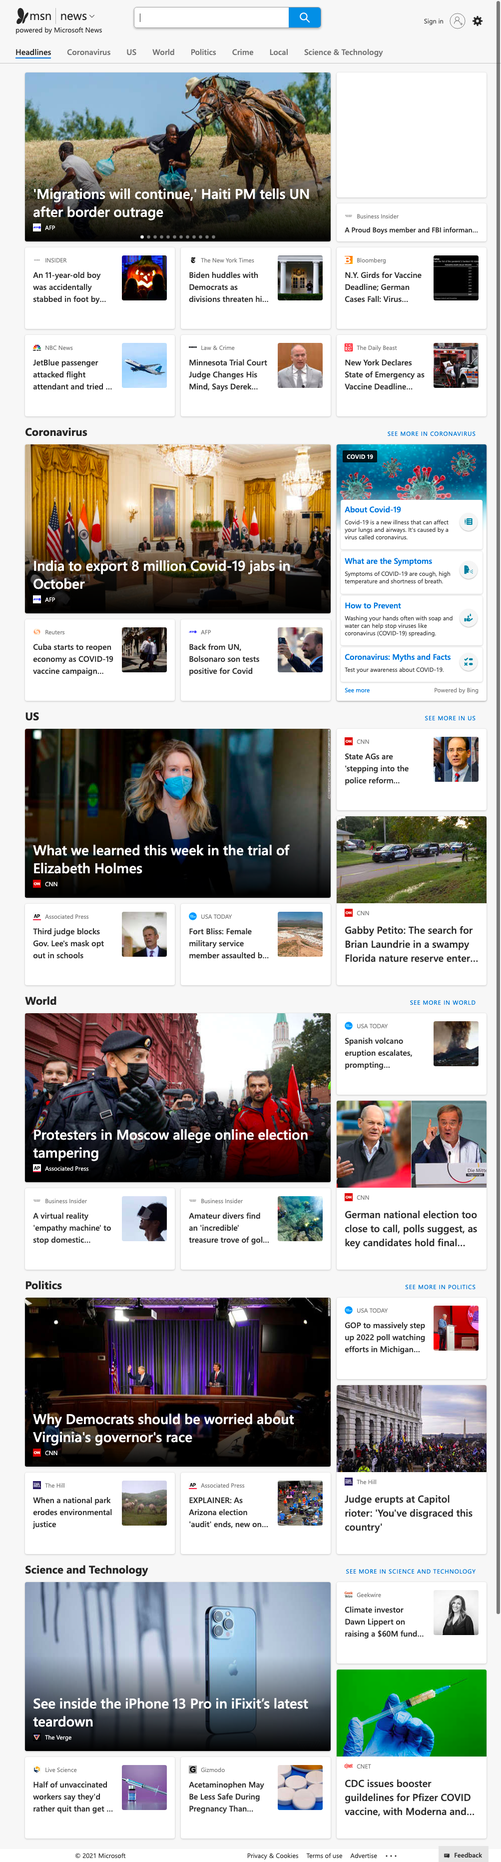 msn | news
powered by Microsoft News
Sign in
Headlines Coronavirus US World Politics Crime Local Science & Technology
'Migrations will continue,' Haiti PM tells UN
after border outrage
AFP
Business Insider
A Proud Boys member and FBI informan...
INSIDER
An 11-year-old boy
was accidentally
stabbed in foot by...
The New York Times
Biden huddles with
Democrats as
divisions threaten hi...
Bloomberg
N.Y. Girds for Vaccine
Deadline; German
Cases Fall: Virus...
NBC News
JetBlue passenger
attacked flight
attendant and tried ...
Law & Crime
Minnesota Trial Court
Judge Changes His
Mind, Says Derek...
The Daily Beast
New York Declares
State of Emergency as
Vaccine Deadline...
Coronavirus
SEE MORE IN CORONAVIRUS
India to export 8 million Covid-19 jabs in
October
AFP
COVID 19
About Covid-19
Covid-19 is a new illness that can affect
your lungs and airways. It's caused by a
virus called coronavirus.
What are the Symptoms
Symptoms of COVID-19 are cough, high
temperature and shortness of breath.
How to Prevent
Washing your hands often with soap and
water can help stop viruses like
coronavirus (COVID-19) spreading.
Coronavirus: Myths and Facts
Test your awareness about COVID-19.
See more
Powered by Bing
Reuters
Cuba starts to reopen
economy as COVID-19
vaccine campaign...
AFP
Back from UN,
Bolsonaro son tests
positive for Covid
US
SEE MORE IN US
What we learned this week in the trial of
Elizabeth Holmes
CNN
CNN
State AGs are
'stepping into the
police reform...
CNN
Gabby Petito: The search for
Brian Laundrie in a swampy
Florida nature reserve enter...
AP Associated Press
Third judge blocks
Gov. Lee's mask opt
out in schools
USA TODAY
Fort Bliss: Female
military service
member assaulted b...
World
SEE MORE IN WORLD
Protesters in Moscow allege online election
tampering
AP Associated Press
USA TODAY
Spanish volcano
eruption escalates,
prompting...
Die Mitte
CNN
German national election too
close to call, polls suggest, as
key candidates hold final...
Business Insider
A virtual reality
'empathy machine' to
stop domestic...
Business Insider
Amateur divers find
an 'incredible'
treasure trove of gol...
Politics
SEE MORE IN POLITICS
Why Democrats should be worried about
Virginia's governor's race
CNN
USA TODAY
GOP to massively step
up 2022 poll watching
efforts in Michigan...
The Hill
Judge erupts at Capitol
rioter: 'You've disgraced this
country'
The Hill
When a national park
erodes environmental
justice
AP Associated Press
EXPLAINER: As
Arizona election
'audit' ends, new on...
Science and Technology
SEE MORE IN SCIENCE AND TECHNOLOGY
See inside the iPhone 13 Pro in iFixit's latest
teardown
The Verge
Geekwire
Climate investor
Dawn Lippert on
raising a $60M fund...
CNET
CDC issues booster
guildelines for Pfizer COVID
vaccine, with Moderna and...
Live Science
Half of unvaccinated
workers say they'd
rather quit than get ...
G Gizmodo
Acetaminophen May
Be Less Safe During
Pregnancy Than...
© 2021 Microsoft
Privacy & Cookies Terms of use Advertise ...
Feedback